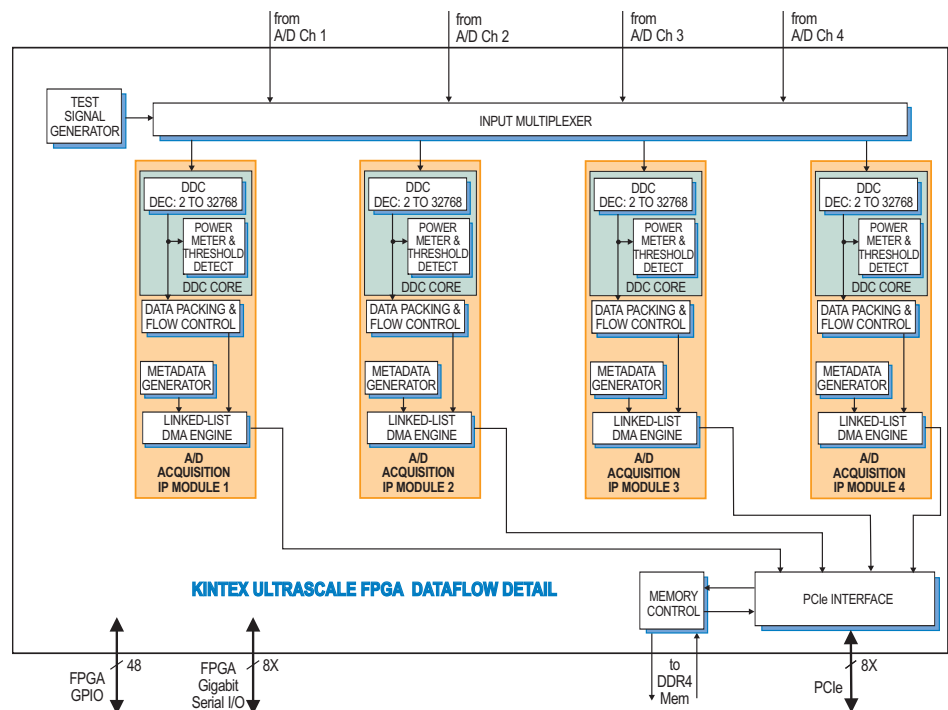 from
A/D Ch 1
from
A/D Ch 2
from
A/D Ch 3
from
A/D Ch 4
TEST
SIGNAL
GENERATOR
INPUT MULTIPLEXER
DDC
DEC: 2 TO 32768
POWER
METER &
THRESHOLD
DETECT
DDC CORE
DATA PACKING &
FLOW CONTROL
METADATA
GENERATOR
LINKED-LIST
DMA ENGINE
A/D
ACQUISITION
IP MODULE 1
DDC
DEC: 2 TO 32768
POWER
METER &
THRESHOLD
DETECT
DDC CORE
DATA PACKING &
FLOW CONTROL
METADATA
GENERATOR
LINKED-LIST
DMA ENGINE
A/D
ACQUISITION
IP MODULE 2
DDC
DEC: 2 TO 32768
POWER
METER &
THRESHOLD
DETECT
DDC CORE
DATA PACKING &
FLOW CONTROL
METADATA
GENERATOR
LINKED-LIST
DMA ENGINE
A/D
ACQUISITION
IP MODULE 3
DDC
DEC: 2 TO 32768
POWER
METER &
THRESHOLD
DETECT
DDC CORE
DATA PACKING &
FLOW CONTROL
METADATA
GENERATOR
LINKED-LIST
DMA ENGINE
A/D
ACQUISITION
IP MODULE 4
KINTEX ULTRASCALE FPGA DATAFLOW DETAIL
MEMORY
CONTROL
PCIe INTERFACE
48
FPGA
GPIO
8X
FPGA
Gigabit
Serial I/O
to
DDR4
Mem
8X
PCIe